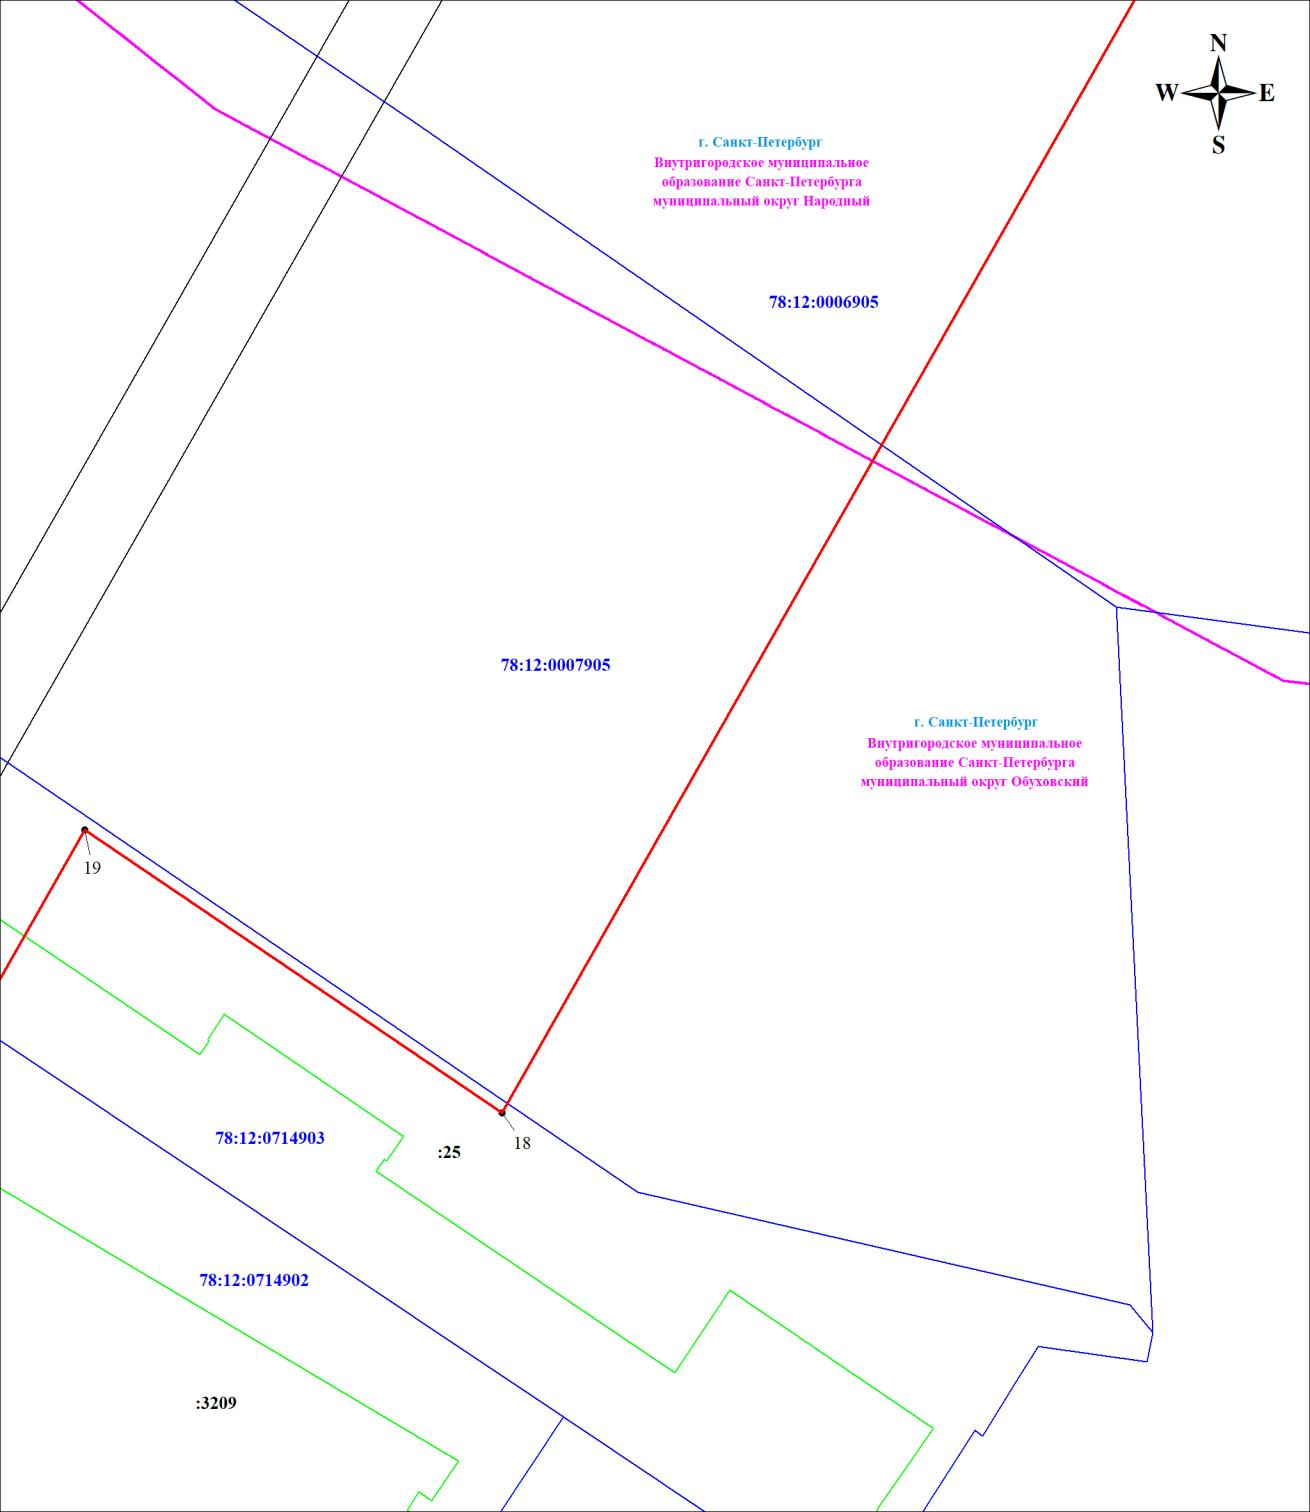 N
W
E
S
г. Санкт-Петербург
Внутригородское муниципальное
образование Санкт-Петербурга
муниципальный округ Народный
78:12:0006905
78:12:0007905
г. Санкт-Петербург
Внутригородское муниципальное
образование Санкт-Петербурга
муниципальный округ Обуховский
19
18
78:12:0714903
:25
78:12:0714902
:3209